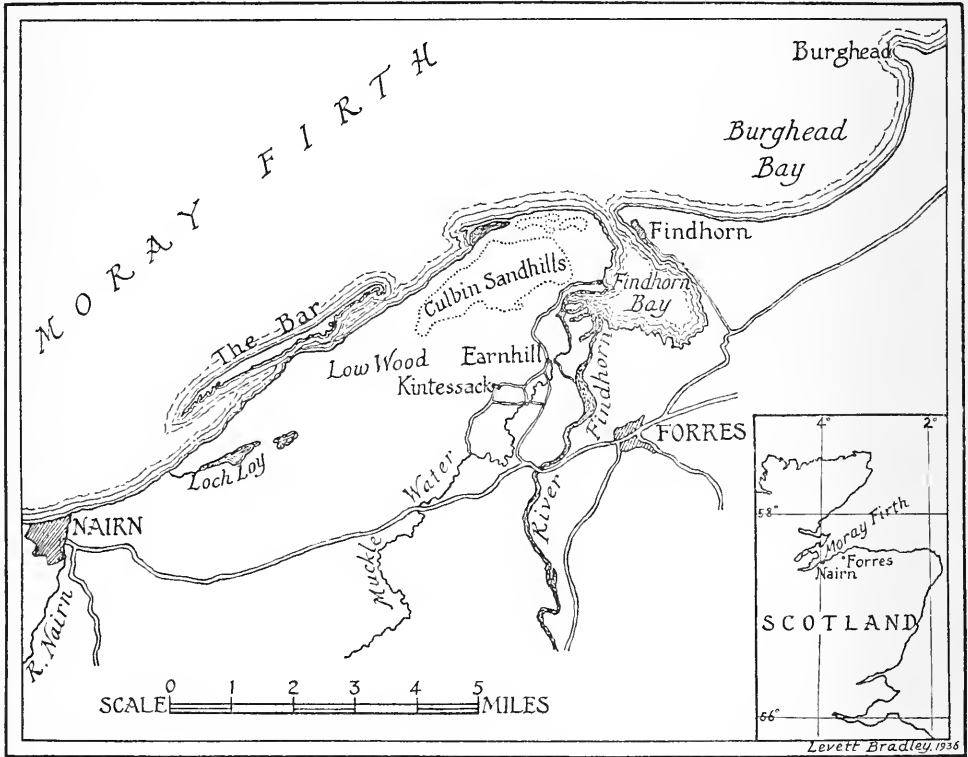 MORAY FIRTH
Burghead
Burghead
Bay
Findhorn
Culbin Sandhills
Findhorn
Bay
The Bar
Low Wood
Earnhill
Kintessack
Findhorn
River
FORRES
Loch Loy
Muckle
Water
NAIRN
R. Nairn
SCALE 0 1 2 3 4 5 MILES
4° 2°
58°
Moray Firth
Forres
Nairn
SCOTLAND
56°
Levett Bradley. 1936